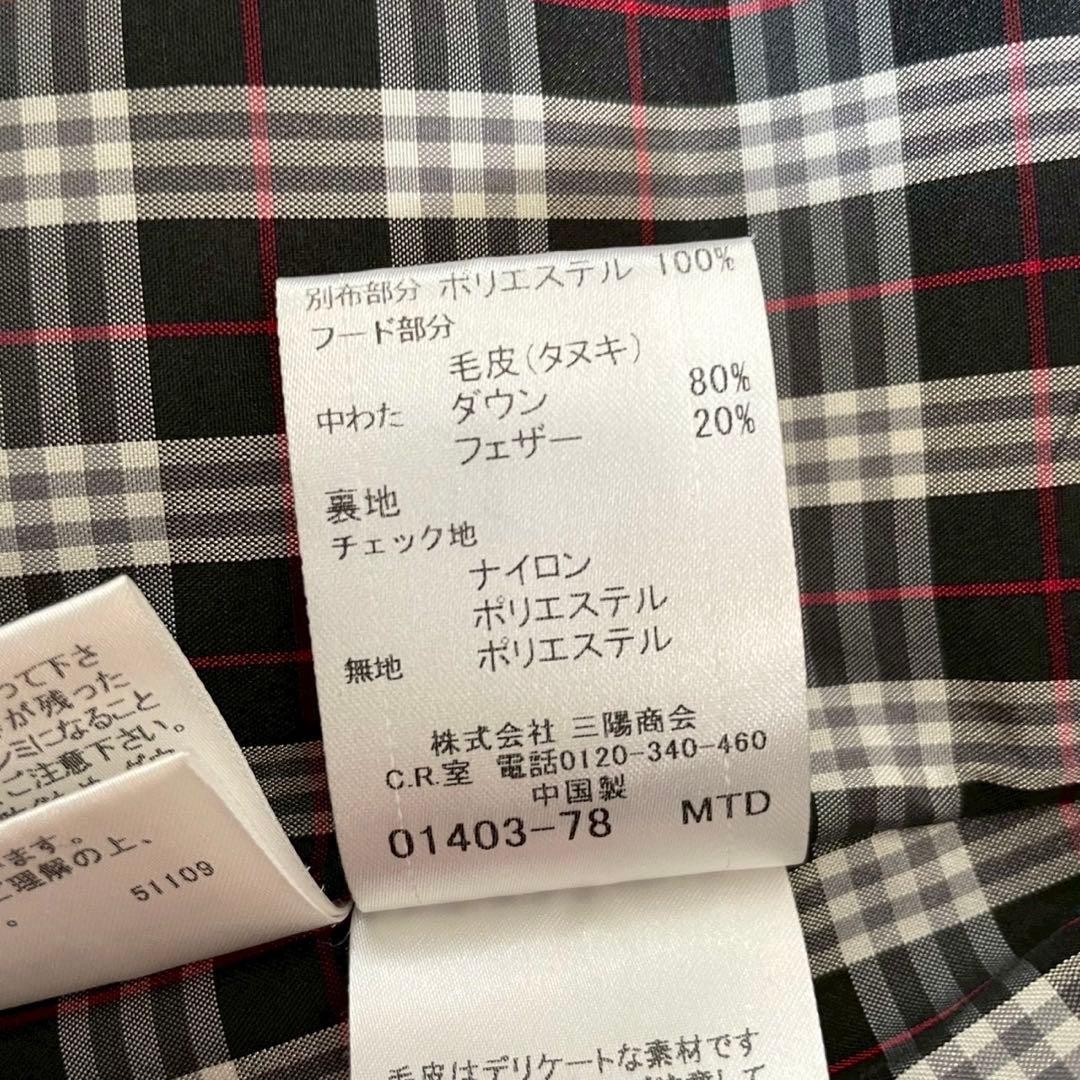 別布部分 ポリエステル 100%
フード部分
毛皮(タヌキ)
中わた ダウン 80%
フェザー 20%
裏地
チェック地
ナイロン
ポリエステル
無地 ポリエステル
株式会社 三陽商会
C.R.室 電話0120-340-460
中国製
01403-78 MTD
って下さ
が残った
シミになること
ご注意下さい。
ます。
理解の上、
。
51109
毛皮はデリケートな素材です